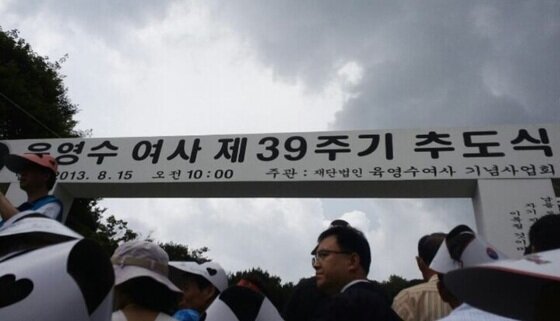 육영수 여사 제39주기 추도식
2013. 8. 15 오전 10:00 주관: 재단법인 육영수여사 기념사업회